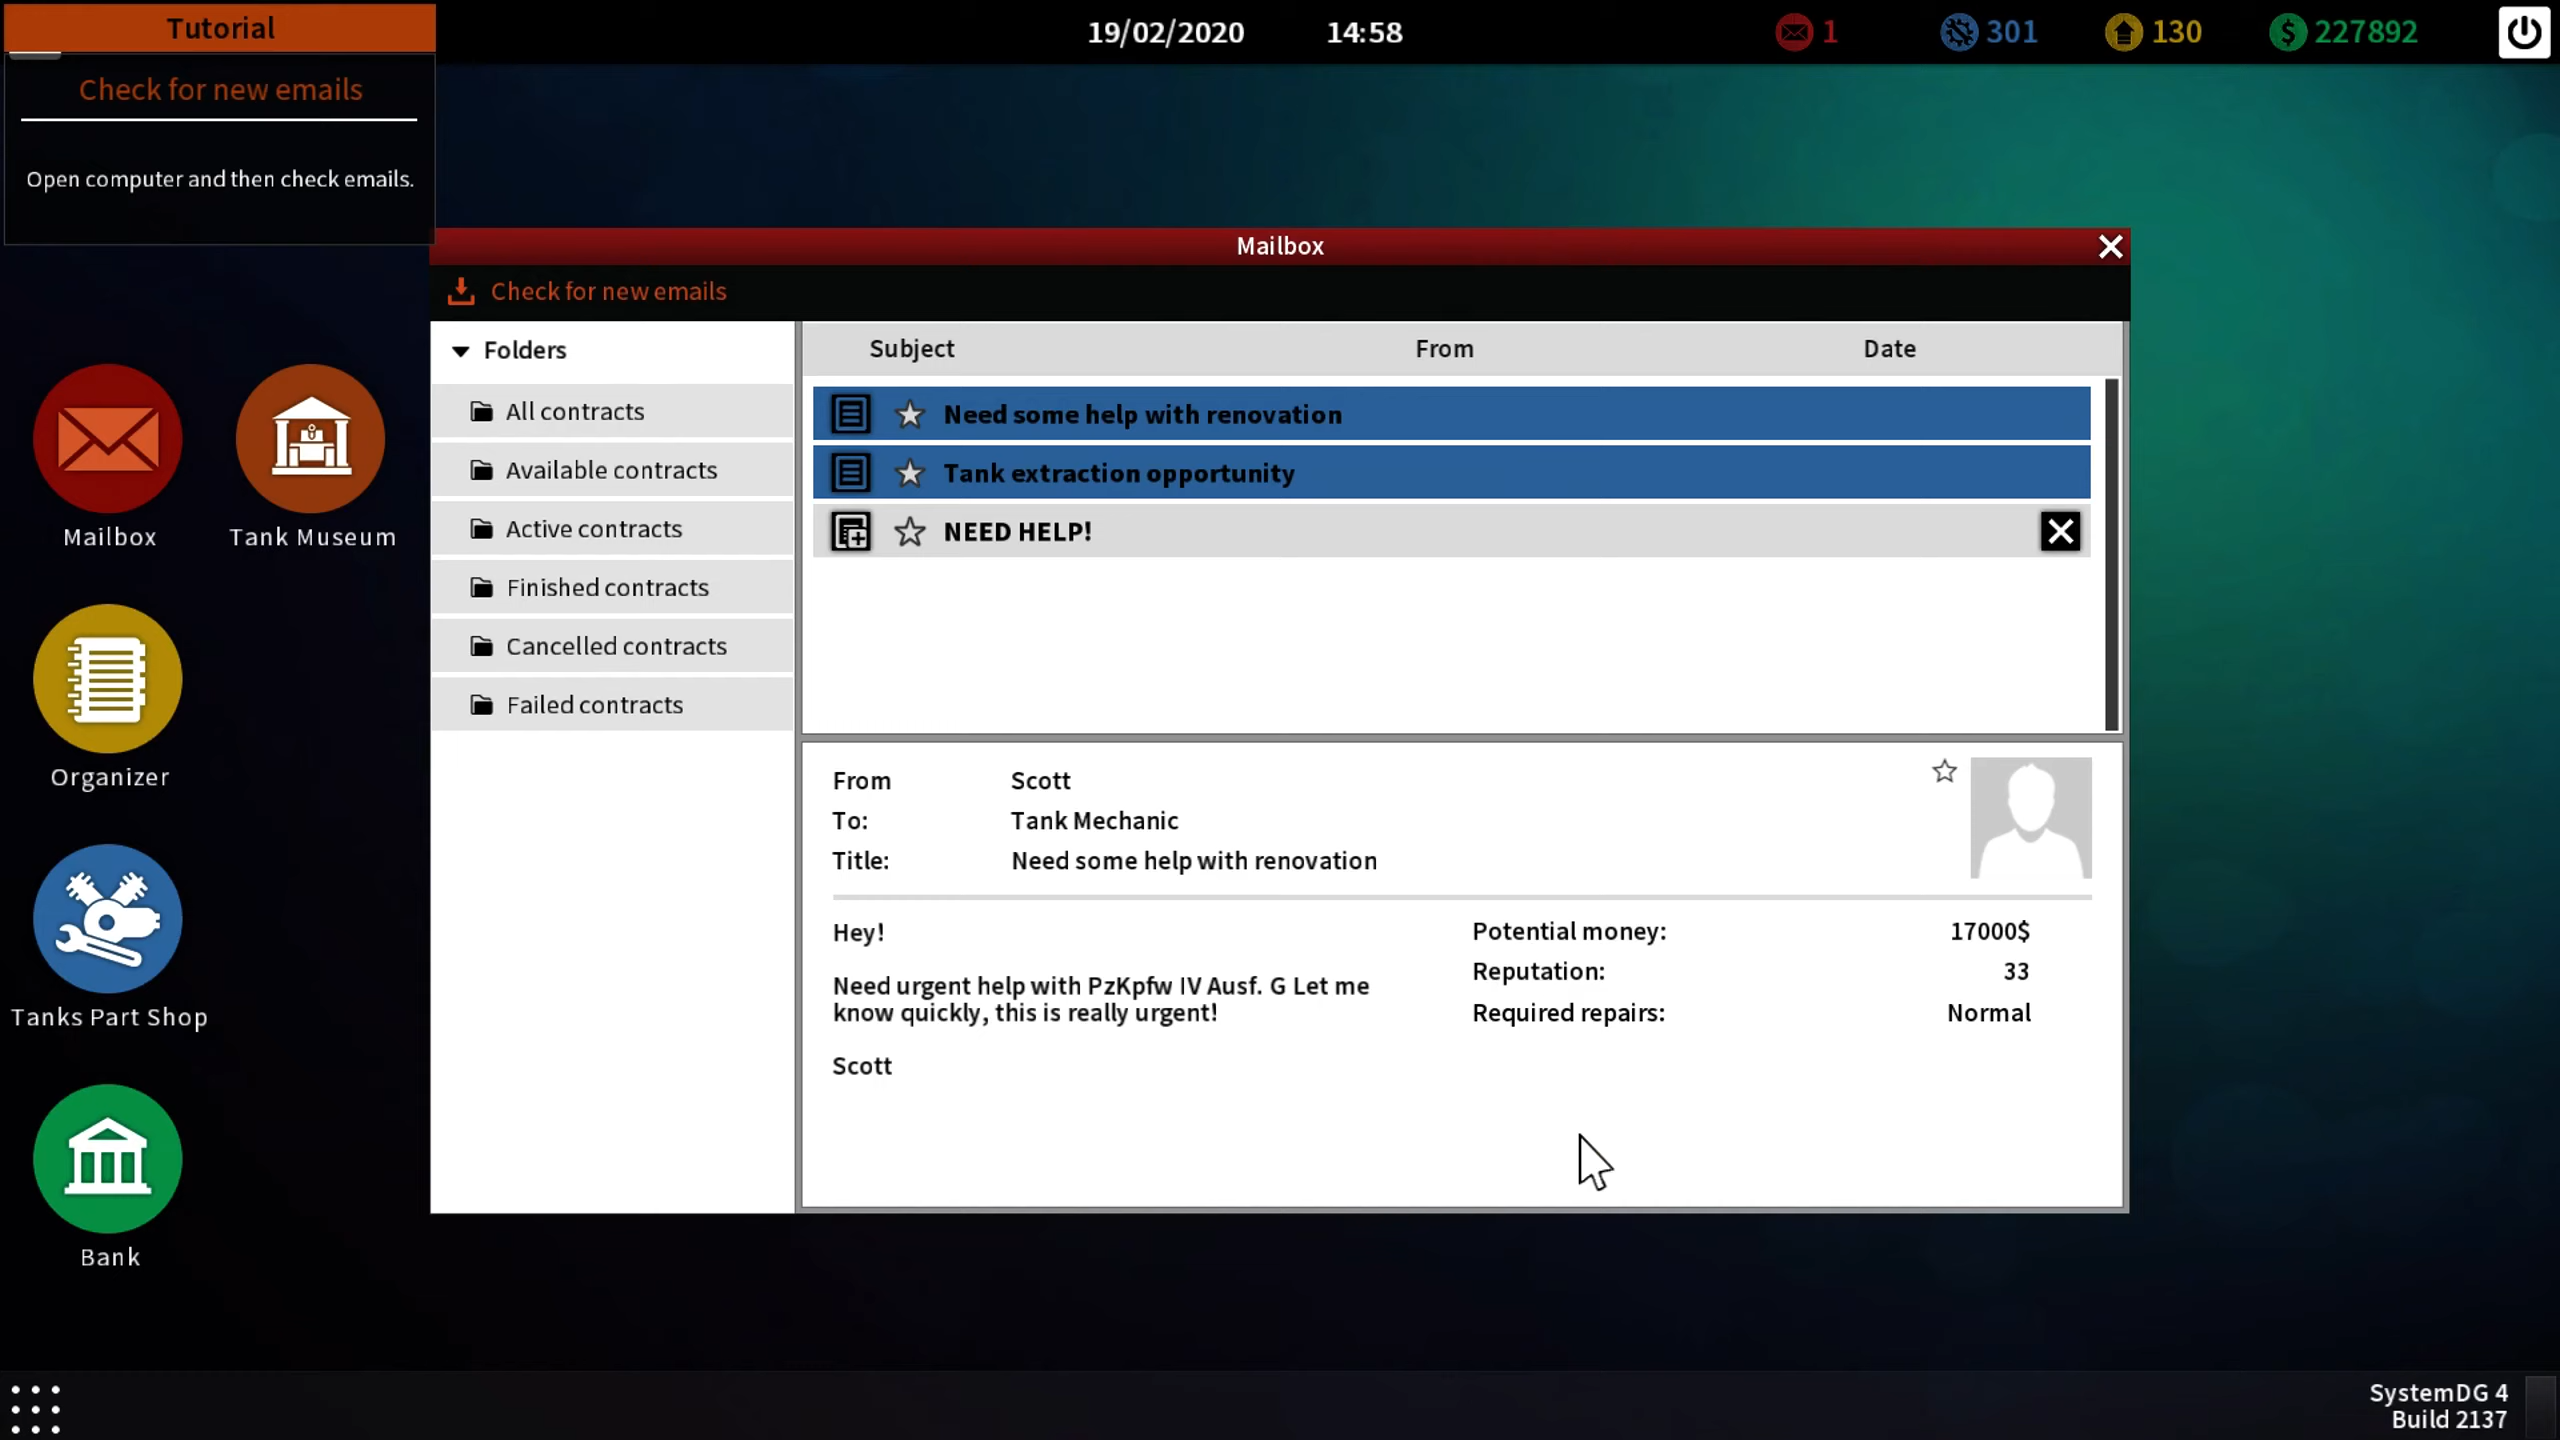 Tutorial
19/02/2020 14:58 1 301 130 227892
Check for new emails
Open computer and then check emails.
Mailbox
Check for new emails
Folders
All contracts
Available contracts
Active contracts
Finished contracts
Cancelled contracts
Failed contracts
Subject From Date
Need some help with renovation
Tank extraction opportunity
NEED HELP!
From Scott
To: Tank Mechanic
Title: Need some help with renovation
Hey!
Need urgent help with PzKpfw IV Ausf. G Let me
know quickly, this is really urgent!
Scott
Potential money: 17000$
Reputation: 33
Required repairs: Normal
Mailbox
Tank Museum
Organizer
Tanks Part Shop
Bank
SystemDG 4
Build 2137